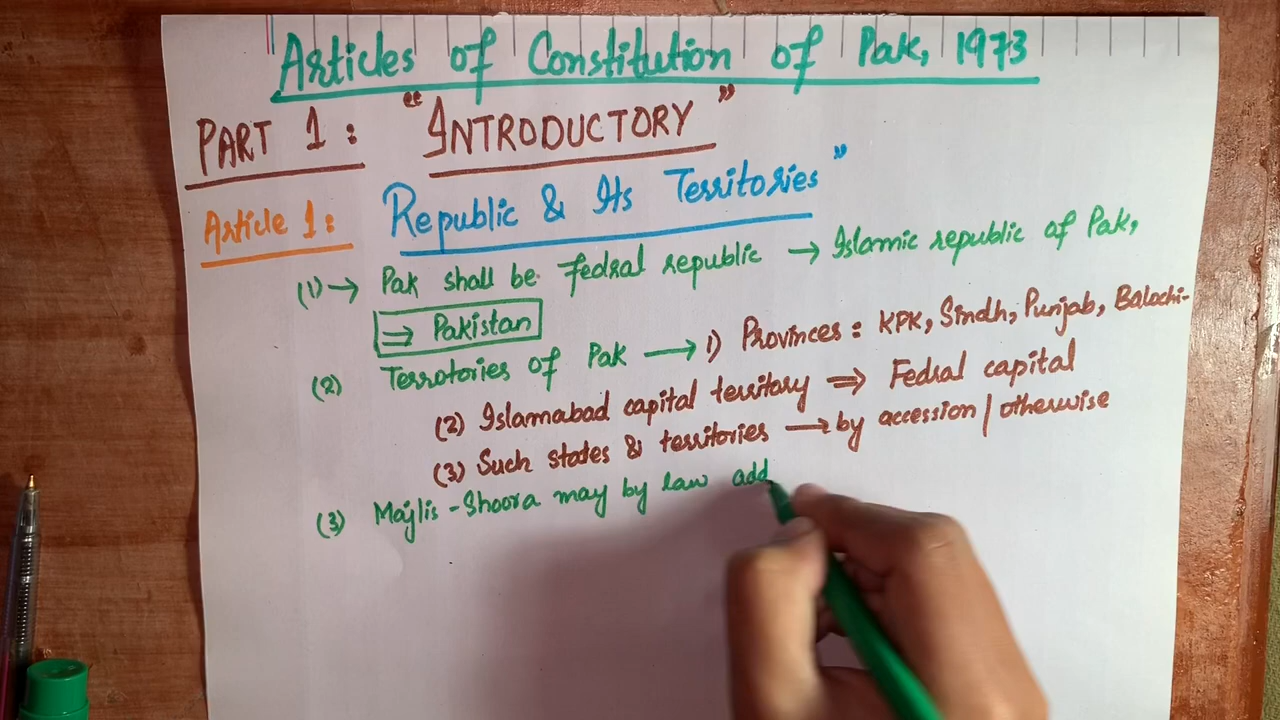 Articles of Constitution of Pak, 1973
PART 1 : "INTRODUCTORY"
Article 1: Republic & Its Territories"
(1)→ Pak shall be fedral republic → Islamic republic of Pak,
⇒ Pakistan
(2) Terrotories of Pak → 1) Provinces : KPK, Sindh, Punjab, Balochi-
(2) Islamabad capital territory ⇒ Fedral capital
(3) Such states & territories → by accession / otherwise
(3) Majlis-Shoora may by law add